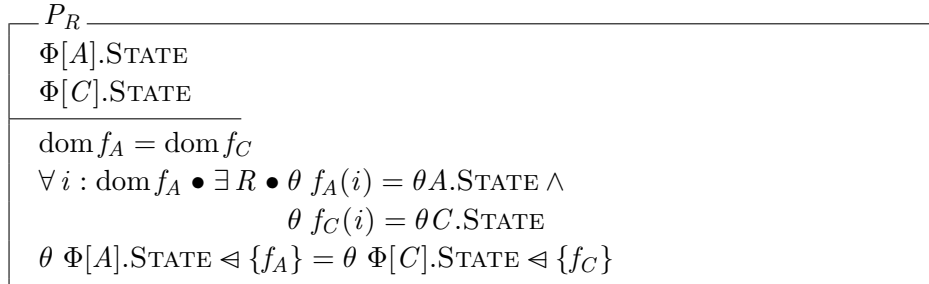 P_R
Φ[A].STATE
Φ[C].STATE
dom f_A = dom f_C
∀ i : dom f_A • ∃ R • θ f_A(i) = θA.STATE ∧
θ f_C(i) = θC.STATE
θ Φ[A].STATE ⩤ {f_A} = θ Φ[C].STATE ⩤ {f_C}